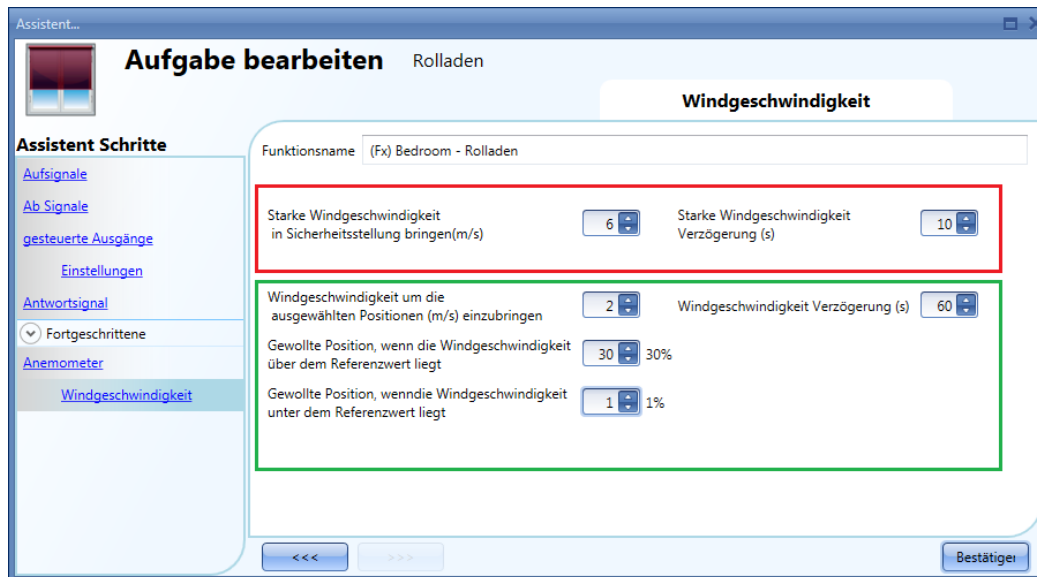 Assistent...
Aufgabe bearbeiten Rolladen
Windgeschwindigkeit
Assistent Schritte
Aufsignale
Ab Signale
gesteuerte Ausgänge
Einstellungen
Antwortsignal
Fortgeschrittene
Anemometer
Windgeschwindigkeit
Funktionsname (Fx) Bedroom - Rolladen
Starke Windgeschwindigkeit
in Sicherheitsstellung bringen(m/s) 6
Starke Windgeschwindigkeit
Verzögerung (s) 10
Windgeschwindigkeit um die
ausgewählten Positionen (m/s) einzubringen 2
Windgeschwindigkeit Verzögerung (s) 60
Gewollte Position, wenn die Windgeschwindigkeit
über dem Referenzwert liegt 30 30%
Gewollte Position, wenndie Windgeschwindigkeit
unter dem Referenzwert liegt 1 1%
<<< >>> Bestätiger